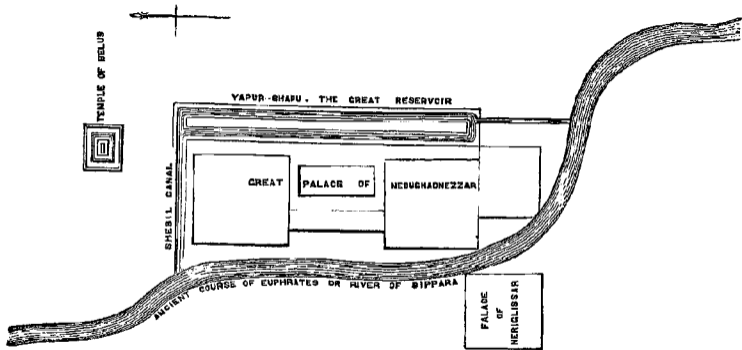 TEMPLE OF BELUS
YAPUR-SHAPU. THE GREAT RESERVOIR
SHEBIL CANAL
GREAT
PALACE OF
NEBUCHADNEZZAR
ANCIENT COURSE OF EUPHRATES OR RIVER OF SIPPARA
PALACE
OF
NERIGLISSAR